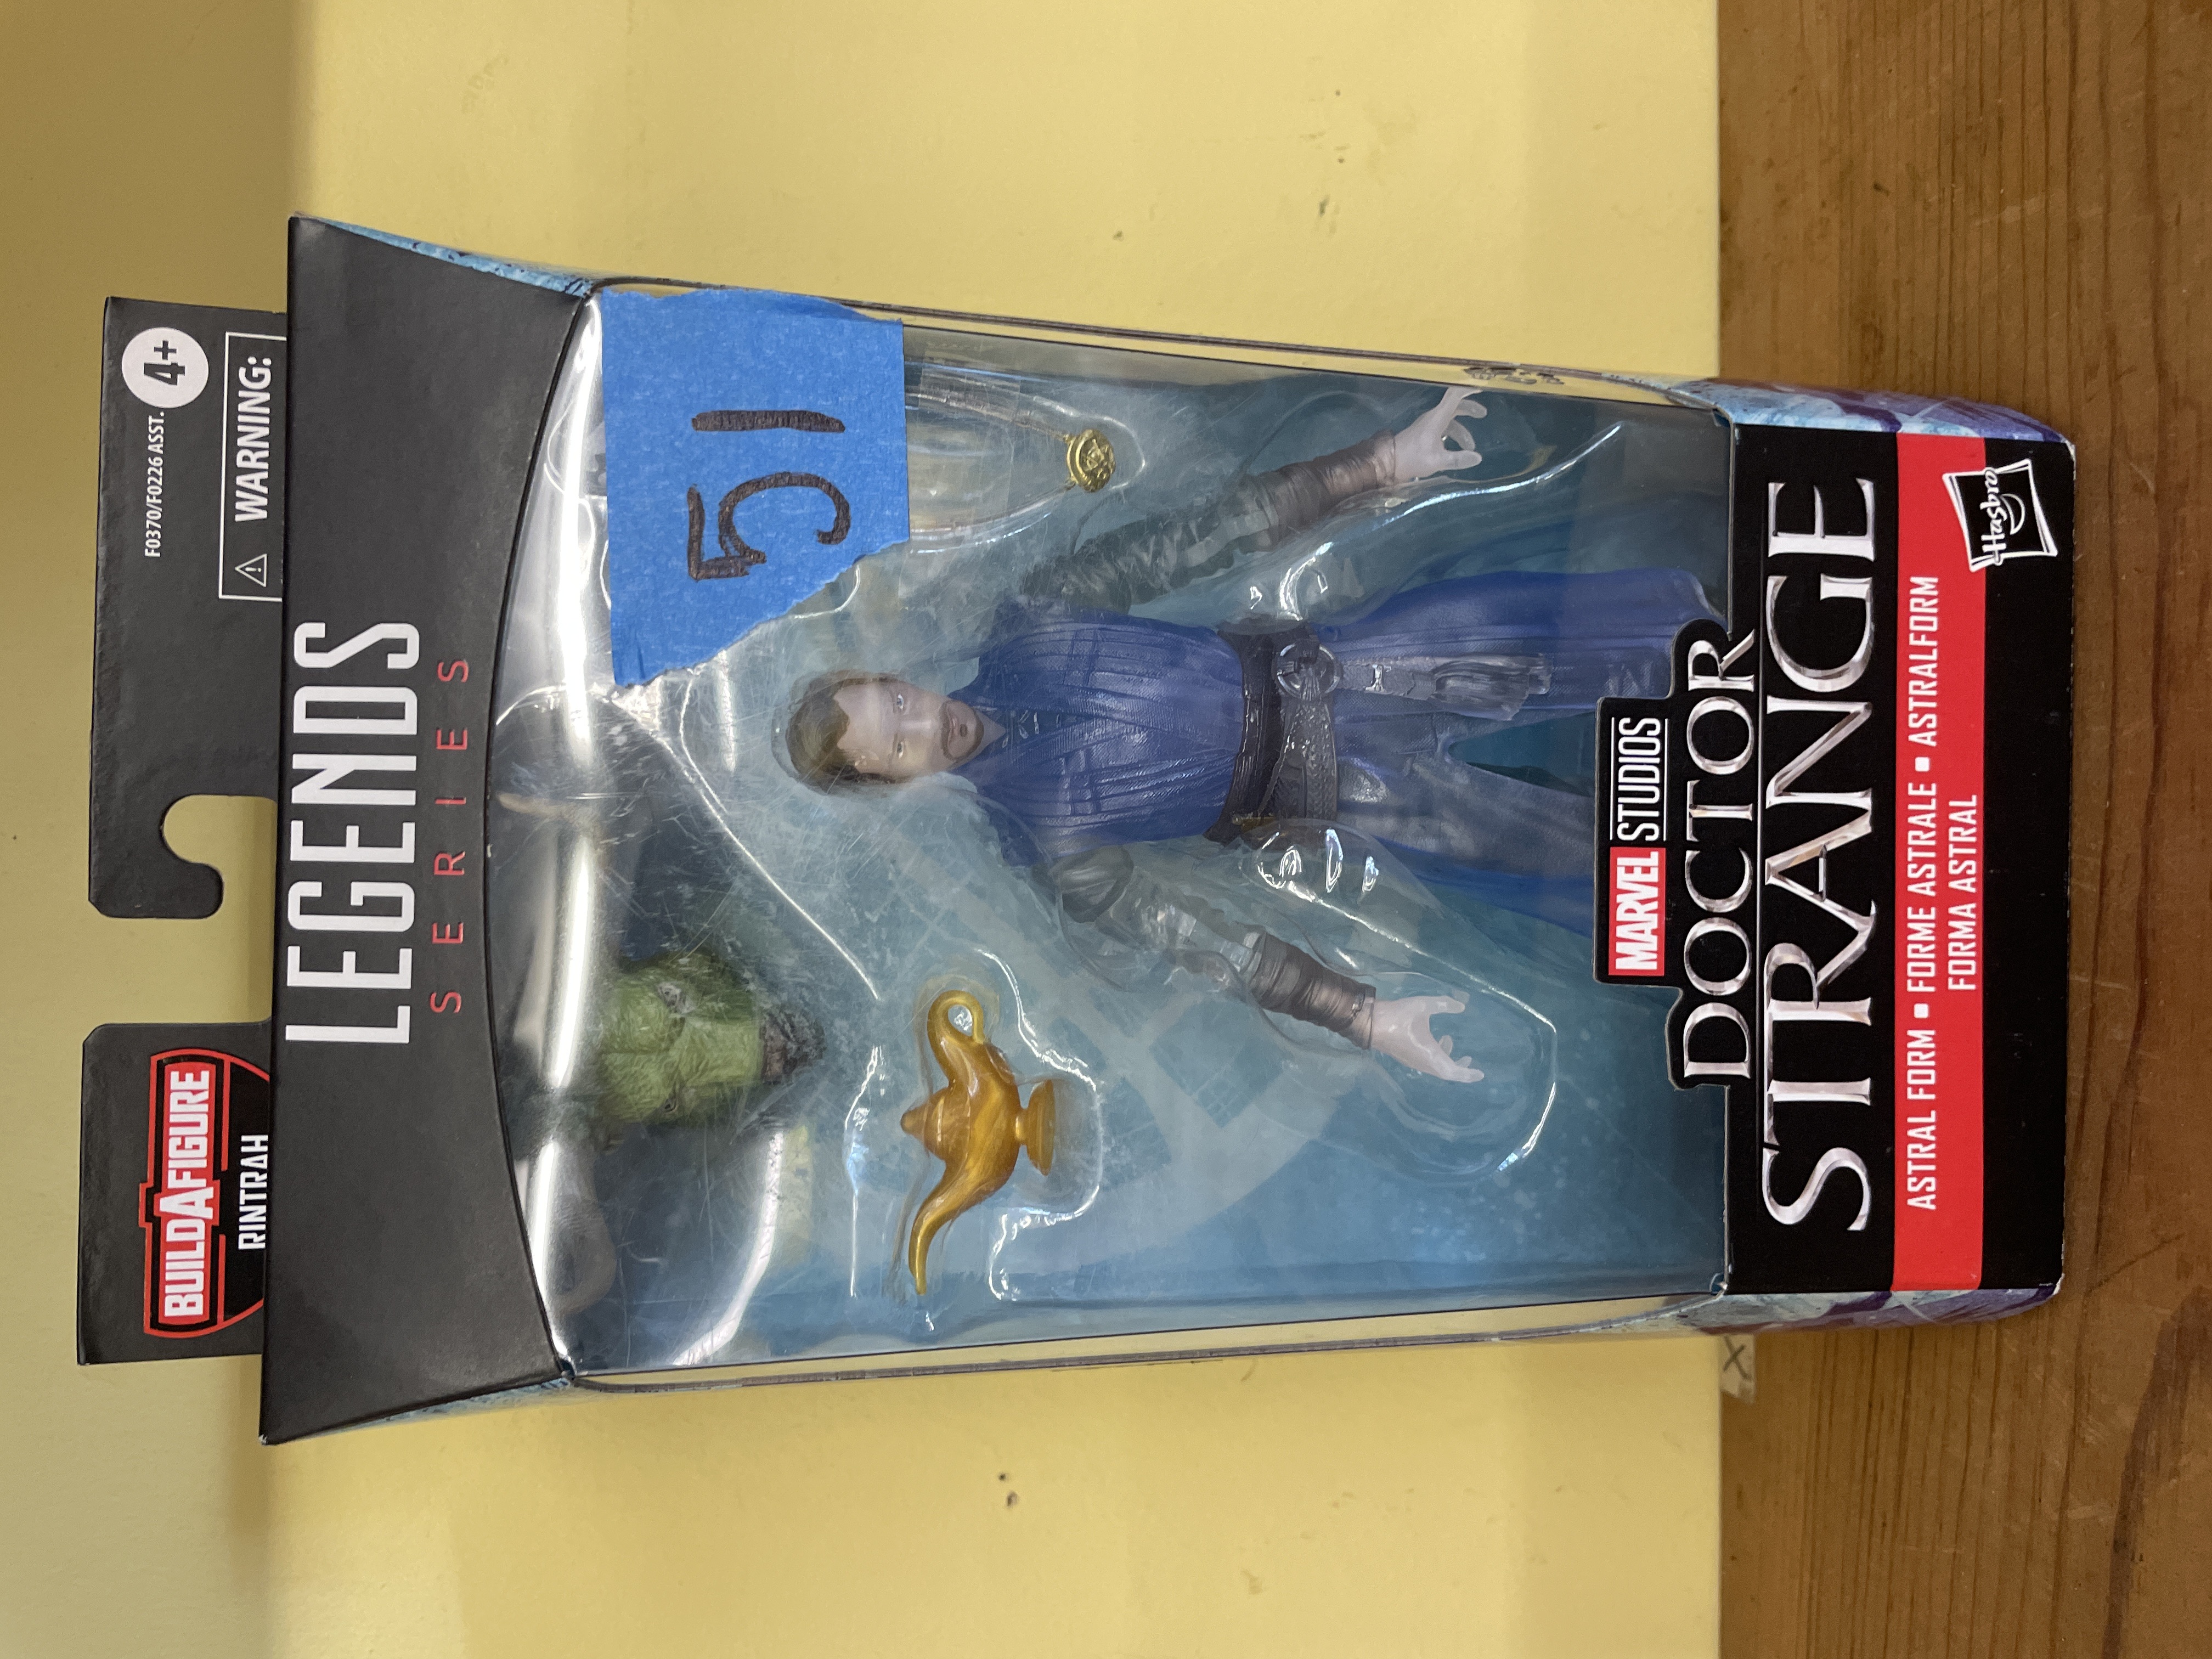 BUILDAFIGURE
RINTRAH
F0370/F0226 ASST.
4+
⚠ WARNING:
LEGENDS
SERIES
51
MARVEL STUDIOS
DOCTOR
STRANGE
ASTRAL FORM • FORME ASTRALE • ASTRALFORM
FORMA ASTRAL
Hasbro
X